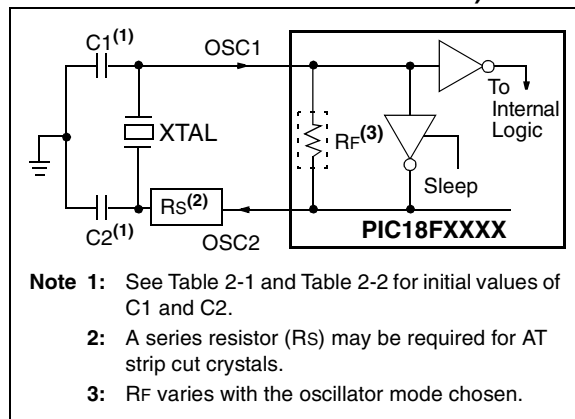 C1(1)
OSC1
To
Internal
Logic
XTAL
RF(3)
Sleep
RS(2)
C2(1)
OSC2
PIC18FXXXX
Note 1: See Table 2-1 and Table 2-2 for initial values of
C1 and C2.
2: A series resistor (RS) may be required for AT
strip cut crystals.
3: RF varies with the oscillator mode chosen.